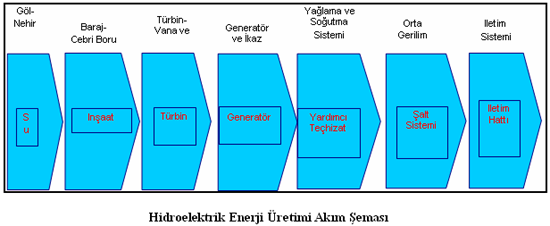 Göl-
Nehir
Baraj-
Cebri Boru
Türbin-
Vana ve
Generatör
ve İkaz
Yağlama ve
Soğutma
Sistemi
Orta
Gerilim
Iletim
Sistemi
S
u
Inşaat
Türbin
Generatör
Yardımcı
Teçhizat
Şalt
Sistemi
Iletim
Hattı
Hidroelektrik Enerji Üretimi Akım Şeması